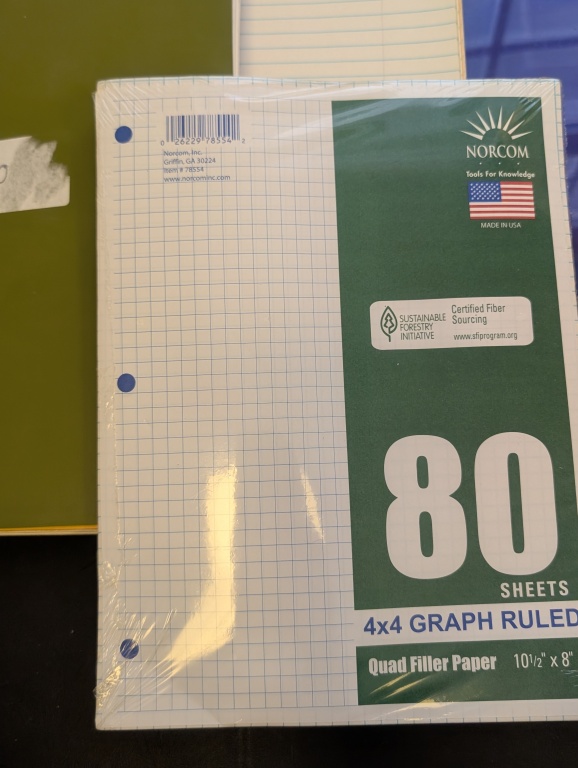 0 26229 78554 2
Norcom, Inc.
Griffin, GA 30224
Item # 78554
www.norcominc.com
NORCOM
Tools For Knowledge
MADE IN USA
SUSTAINABLE
FORESTRY
INITIATIVE
Certified Fiber
Sourcing
www.sfiprogram.org
80
SHEETS
4x4 GRAPH RULED
Quad Filler Paper 10 1/2" x 8"